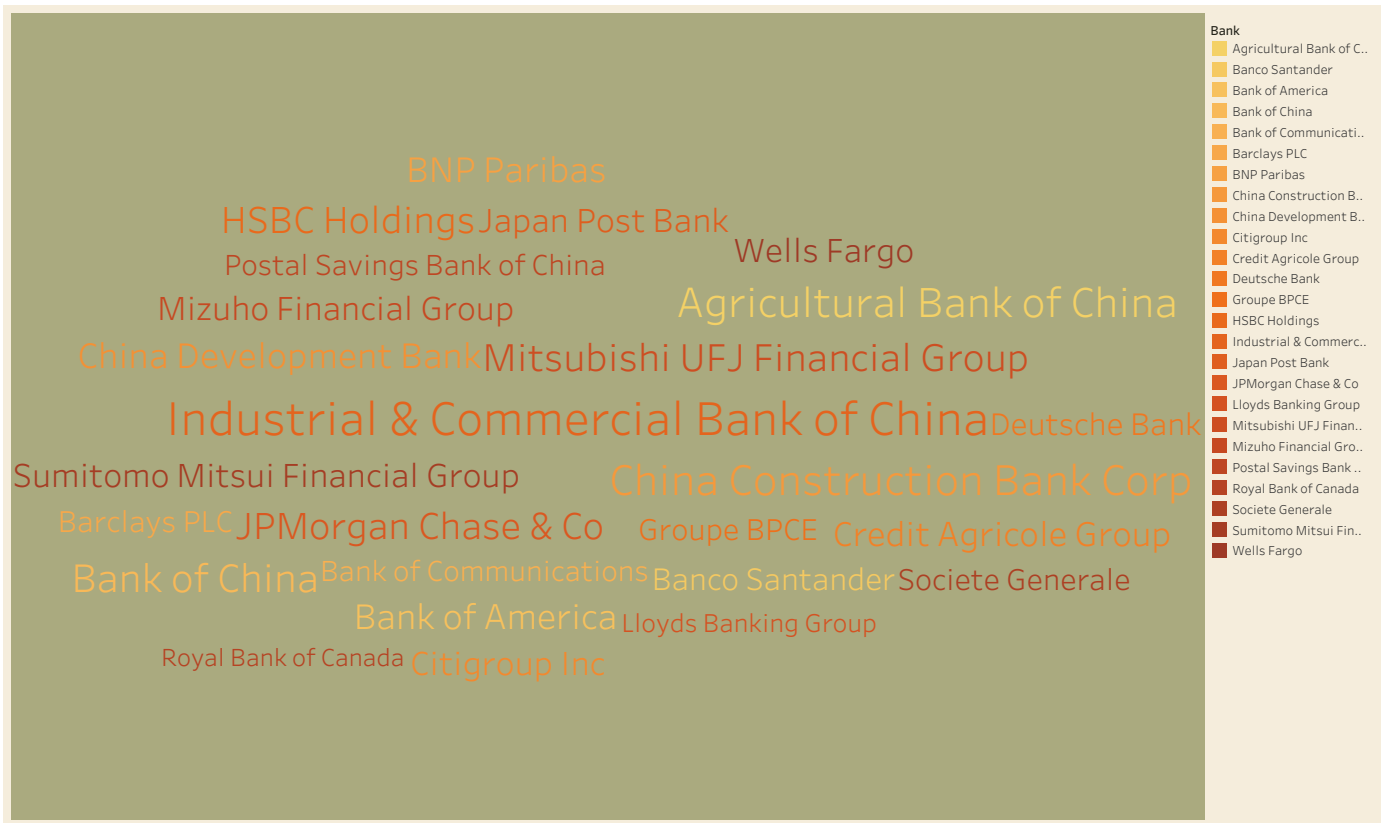 BNP Paribas
HSBC Holdings Japan Post Bank
Wells Fargo
Postal Savings Bank of China
Agricultural Bank of China
Mizuho Financial Group
China Development Bank Mitsubishi UFJ Financial Group
Industrial & Commercial Bank of China Deutsche Bank
Sumitomo Mitsui Financial Group China Construction Bank Corp
Barclays PLC JPMorgan Chase & Co Groupe BPCE Credit Agricole Group
Bank of China Bank of Communications Banco Santander Societe Generale
Bank of America Lloyds Banking Group
Royal Bank of Canada Citigroup Inc
Bank
Agricultural Bank of C..
Banco Santander
Bank of America
Bank of China
Bank of Communicati..
Barclays PLC
BNP Paribas
China Construction B..
China Development B..
Citigroup Inc
Credit Agricole Group
Deutsche Bank
Groupe BPCE
HSBC Holdings
Industrial & Commerc..
Japan Post Bank
JPMorgan Chase & Co
Lloyds Banking Group
Mitsubishi UFJ Finan..
Mizuho Financial Gro..
Postal Savings Bank ..
Royal Bank of Canada
Societe Generale
Sumitomo Mitsui Fin..
Wells Fargo